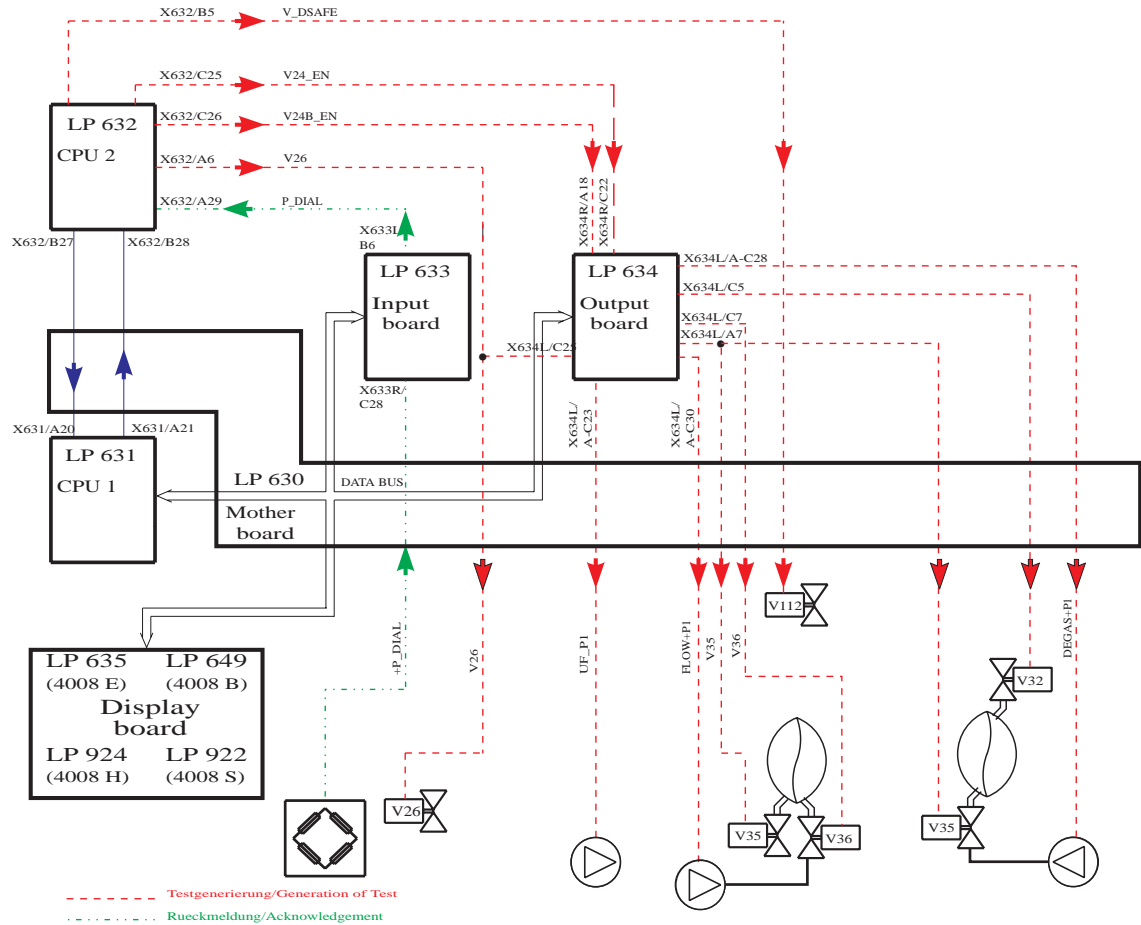 X632/B5 V_DSAFE
X632/C25 V24_EN
LP 632
CPU 2
X632/C26 V24B_EN
X632/A6 V26
X632/A29 P_DIAL
X632/B27 X632/B28
X633L
B6
X634R/A18
X634R/C22
LP 633
Input
board
LP 634
Output
board
X634L/A-C28
X634L/C5
X634L/C7
X634L/A7
X634L/C25
X633R/
C28
X634L/
A-C23
X634L/
A-C30
X631/A20 X631/A21
LP 631
CPU 1
LP 630
DATA BUS
Mother
board
+P_DIAL
V26
UF_P1
FLOW+P1
V35
V36
V112
DEGAS+P1
LP 635 LP 649
(4008 E) (4008 B)
Display
board
LP 924 LP 922
(4008 H) (4008 S)
V32
V26
V35
V36
V35
Testgenerierung/Generation of Test
Rueckmeldung/Acknowledgement